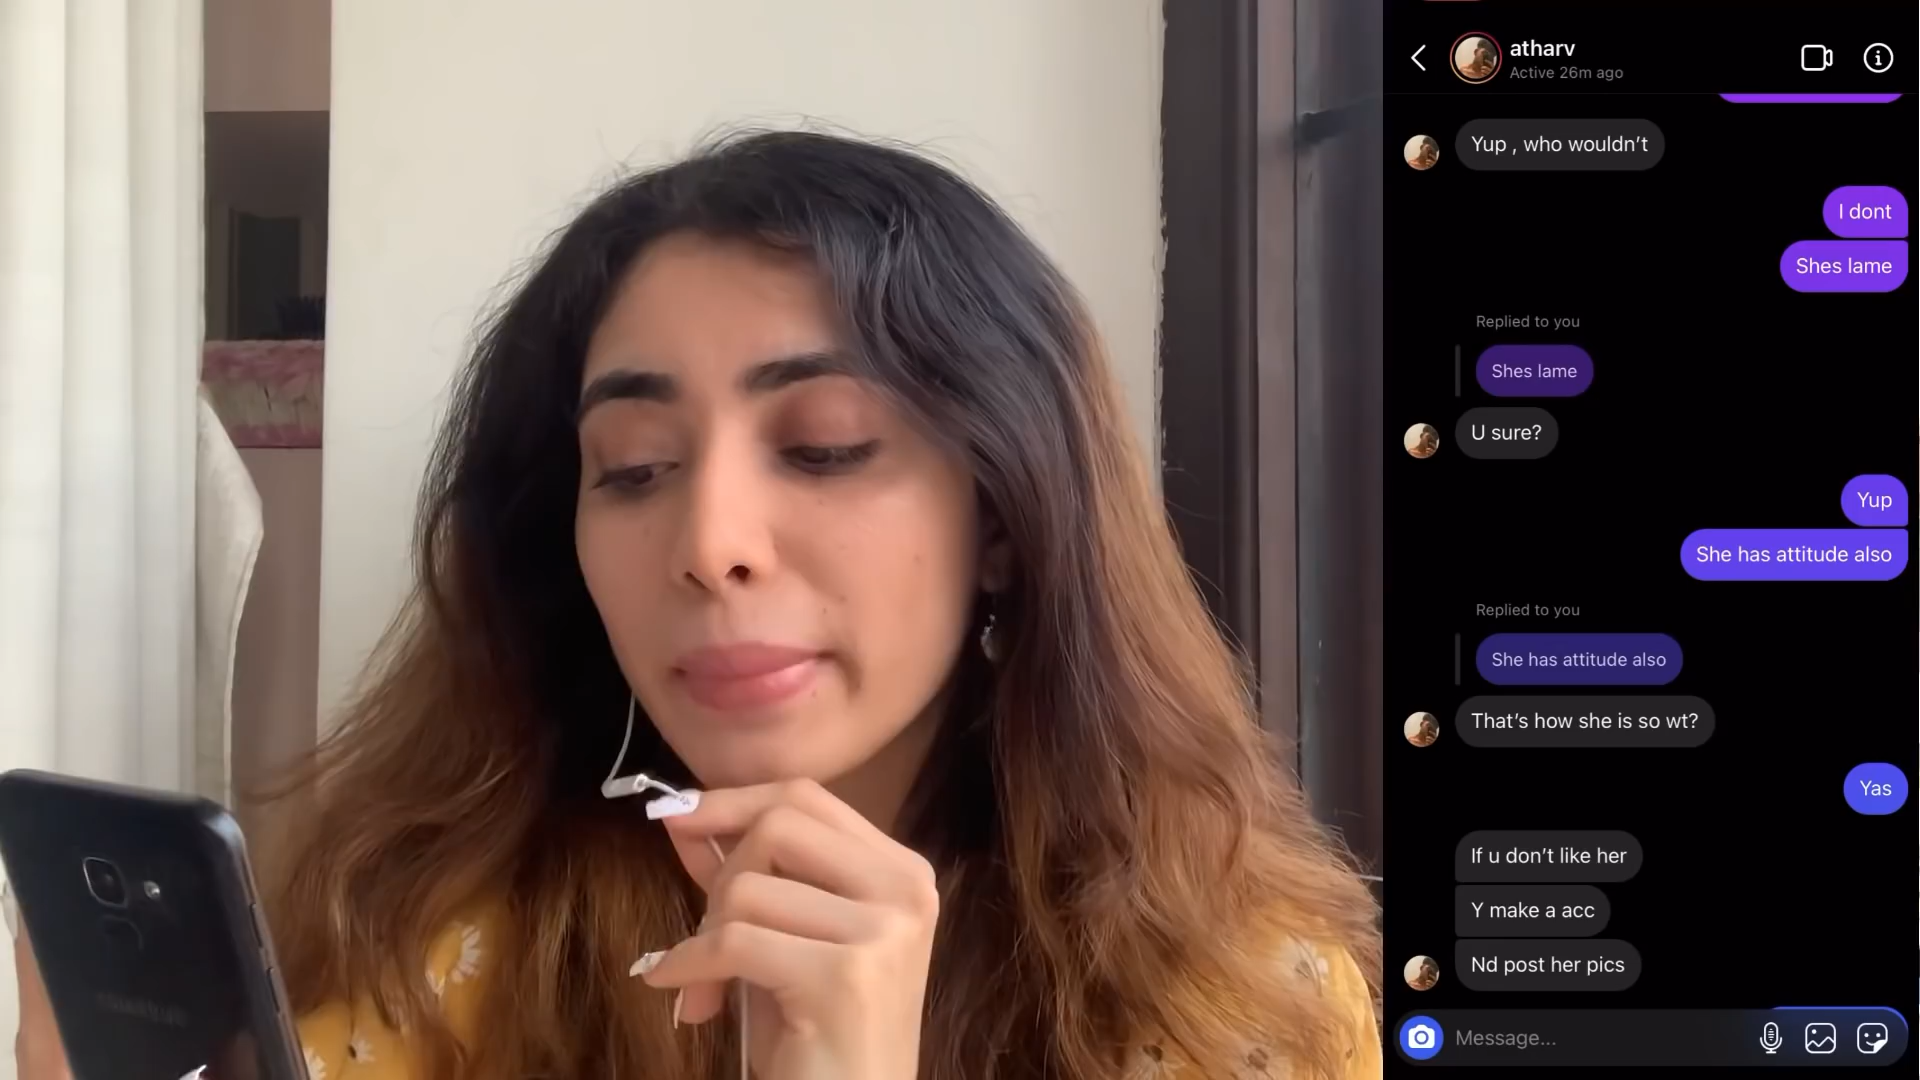 atharv
Active 26m ago
Yup , who wouldn't
I dont
Shes lame
Replied to you
Shes lame
U sure?
Yup
She has attitude also
Replied to you
She has attitude also
That's how she is so wt?
Yas
If u don't like her
Y make a acc
Nd post her pics
Message...